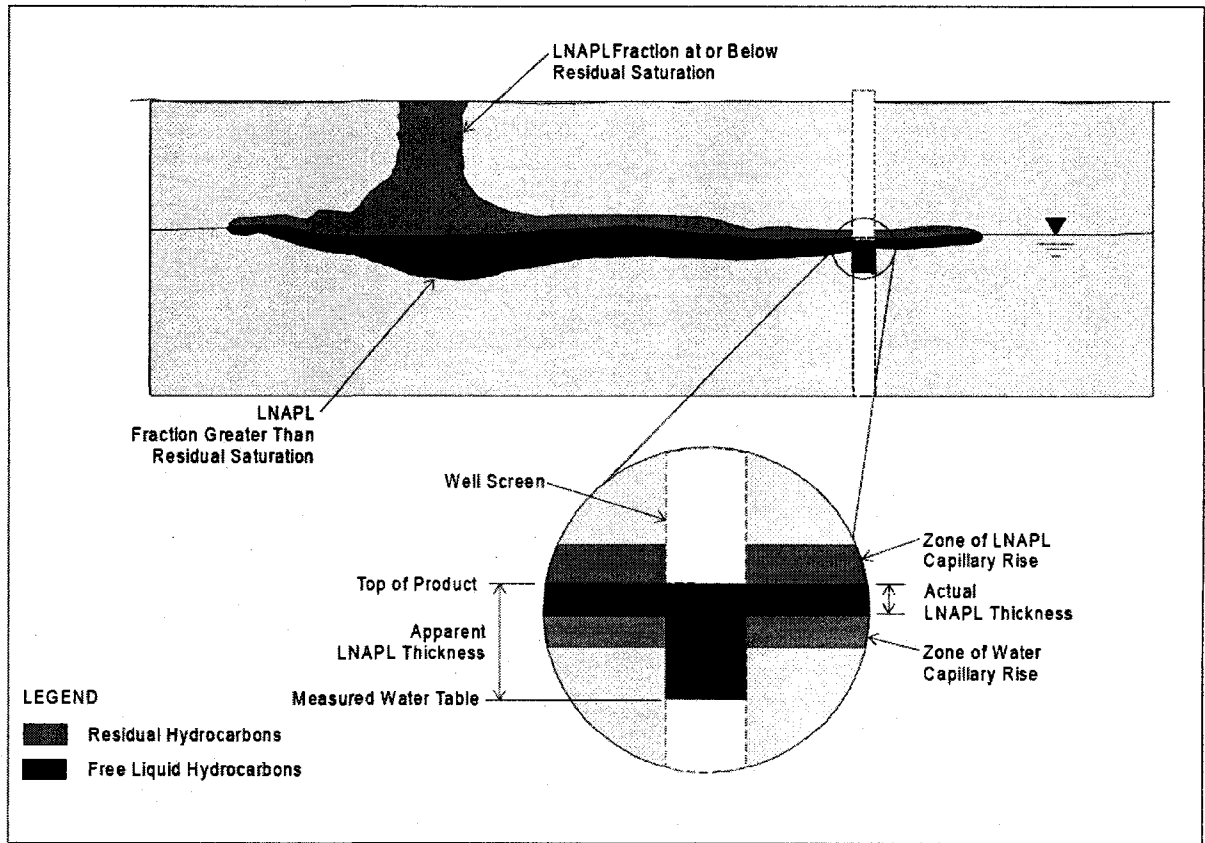 LNAPLFraction at or Below
Residual Saturation
LNAPL
Fraction Greater Than
Residual Saturation
Well Screen
Zone of LNAPL
Capillary Rise
Top of Product
Actual
LNAPL Thickness
Apparent
LNAPL Thickness
Zone of Water
Capillary Rise
Measured Water Table
LEGEND
Residual Hydrocarbons
Free Liquid Hydrocarbons